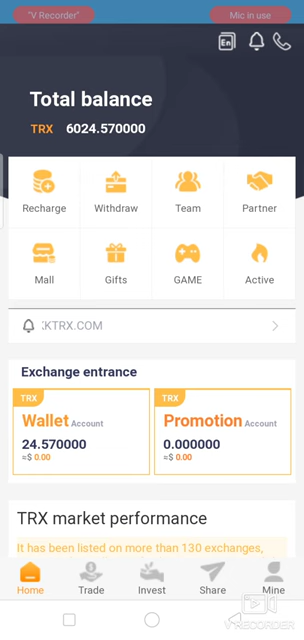 "V Recorder"
Mic in use
En
Total balance
TRX 6024.570000
Recharge Withdraw Team Partner
Mall Gifts GAME Active
KTRX.COM
Exchange entrance
TRX
Wallet Account
24.570000
≈$ 0.00
TRX
Promotion Account
0.000000
≈$ 0.00
TRX market performance
It has been listed on more than 130 exchanges,
Home Trade Invest Share Mine
V RECORDER